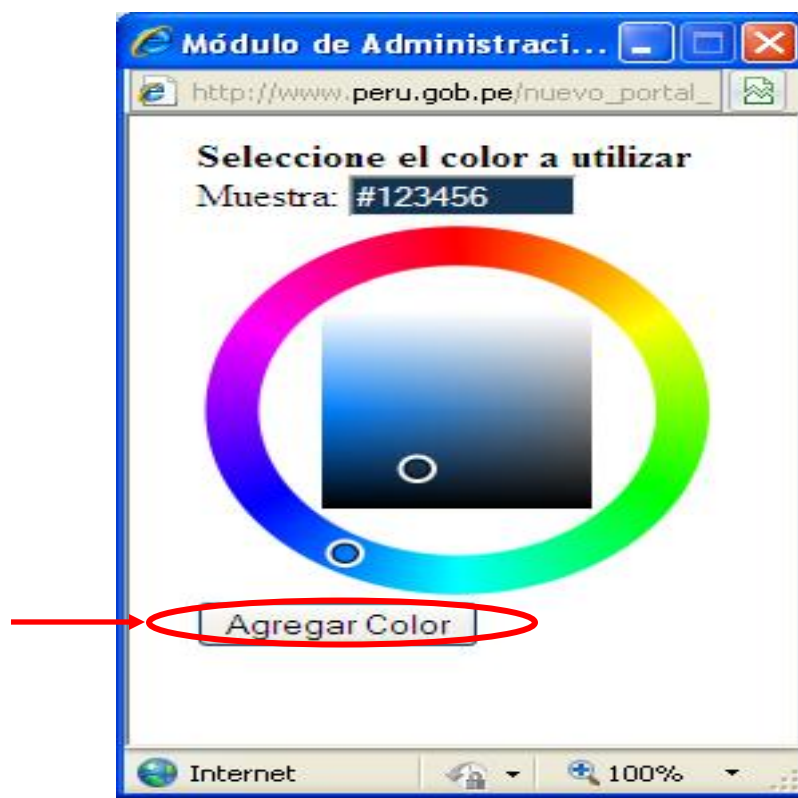 Módulo de Administraci...
http://www.peru.gob.pe/nuevo_portal_
Seleccione el color a utilizar
Muestra: #123456
Agregar Color
Internet 100%